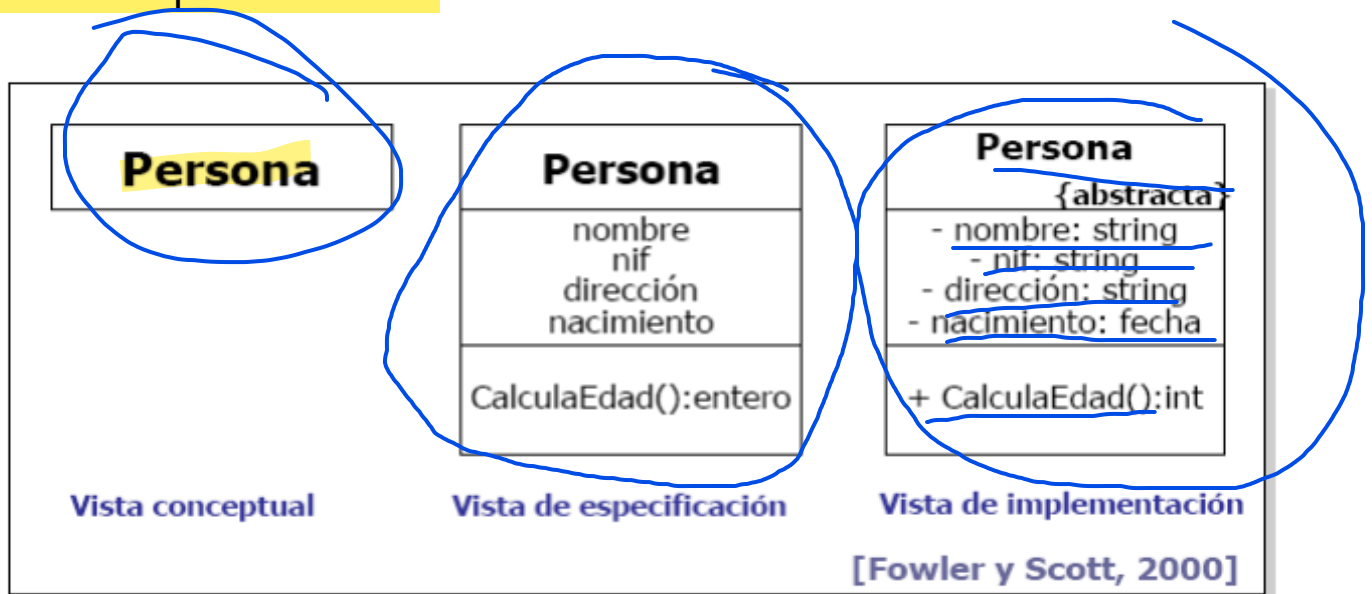 Persona
Persona
nombre
nif
dirección
nacimiento
CalculaEdad():entero
Persona
{abstracta}
- nombre: string
- nif: string
- dirección: string
- nacimiento: fecha
+ CalculaEdad():int
Vista conceptual
Vista de especificación
Vista de implementación
[Fowler y Scott, 2000]